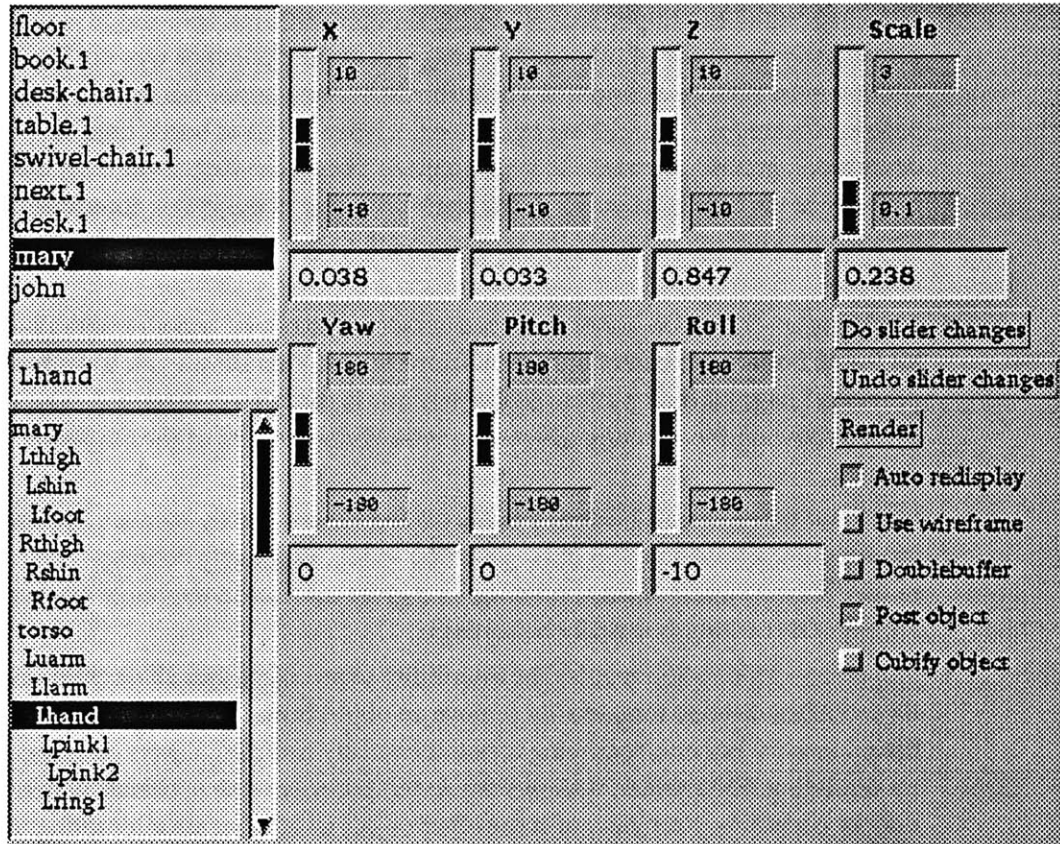 floor
book.1
desk-chair.1
table.1
swivel-chair.1
next.1
desk.1
mary
john
Lhand
mary
Lthigh
Lshin
Lfoot
Rthigh
Rshin
Rfoot
torso
Luarm
Llarm
Lhand
Lpink1
Lpink2
Lring1
X Y Z Scale
10 10 10 3
-10 -10 -10 0.1
0.038 0.033 0.847 0.238
Yaw Pitch Roll
180 180 180
-180 -180 -180
0 0 -10
Do slider changes
Undo slider changes
Render
Auto redisplay
Use wireframe
Doublebuffer
Post object
Cubify object